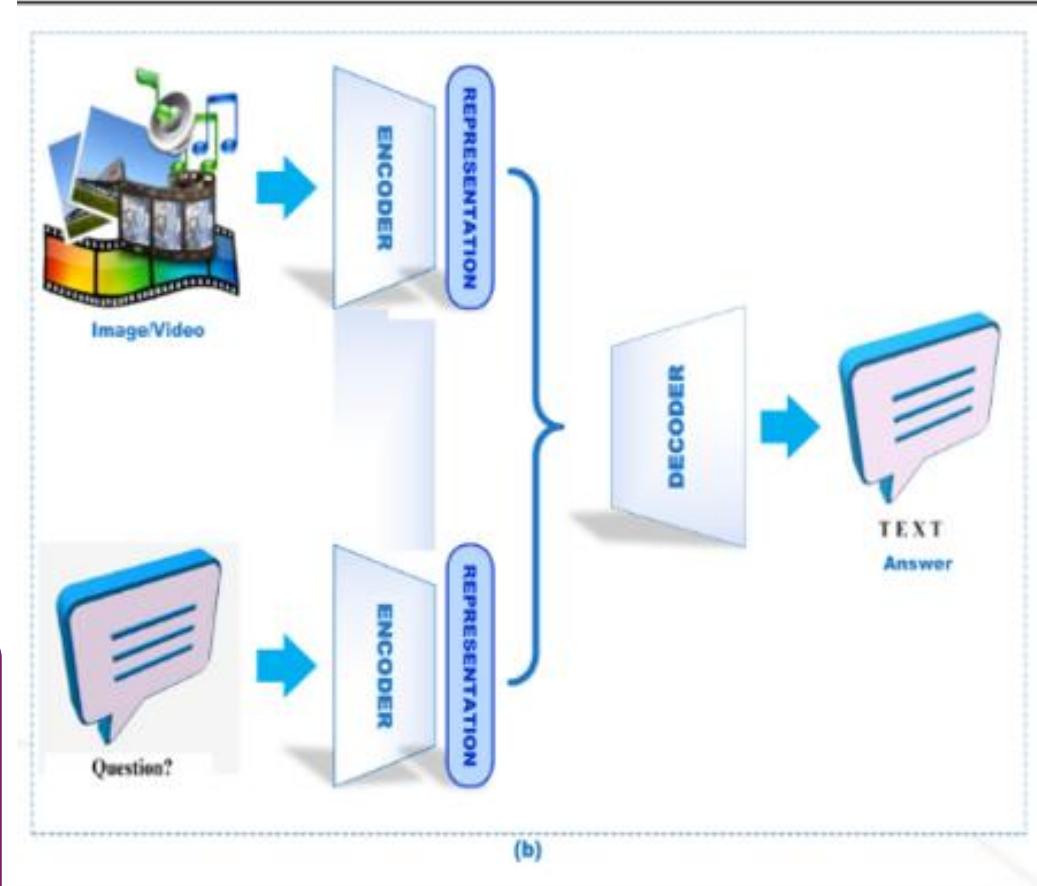 ENCODER
REPRESENTATION
Image/Video
DECODER
TEXT
Answer
ENCODER
REPRESENTATION
Question?
(b)